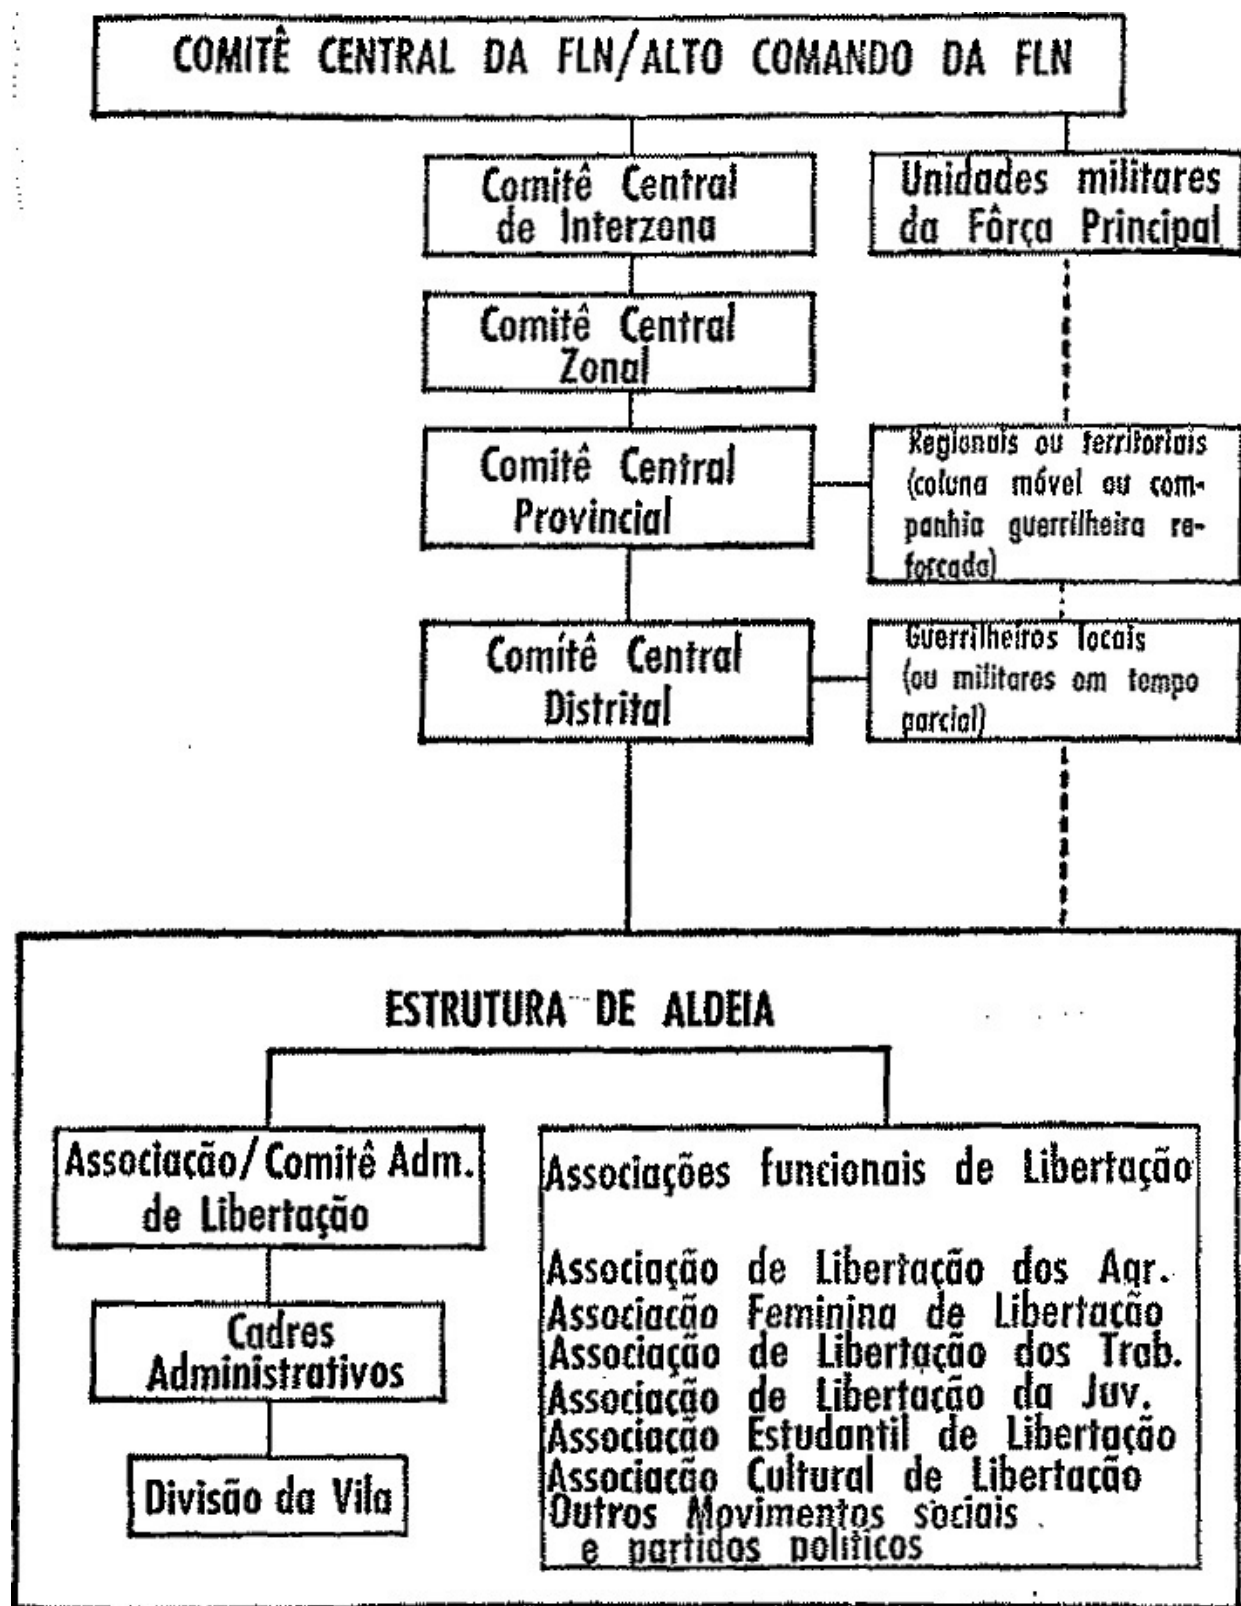 COMITÊ CENTRAL DA FLN/ALTO COMANDO DA FLN
Comitê Central
de Interzona
Unidades militares
da Fôrça Principal
Comitê Central
Zonal
Comitê Central
Provincial
Regionais ou territoriais
(coluna móvel ou com-
panhia guerrilheira re-
forçada)
Comitê Central
Distrital
Guerrilheiros locais
(ou militares em tempo
parcial)
ESTRUTURA DE ALDEIA
Associação/Comitê Adm.
de Libertação
Cadres
Administrativos
Divisão da Vila
Associações funcionais de Libertação
Associação de Libertação dos Agr.
Associação Feminina de Libertação
Associação de Libertação dos Trab.
Associação de Libertação da Juv.
Associação Estudantil de Libertação
Associação Cultural de Libertação
Outros Movimentos sociais
e partidos políticos